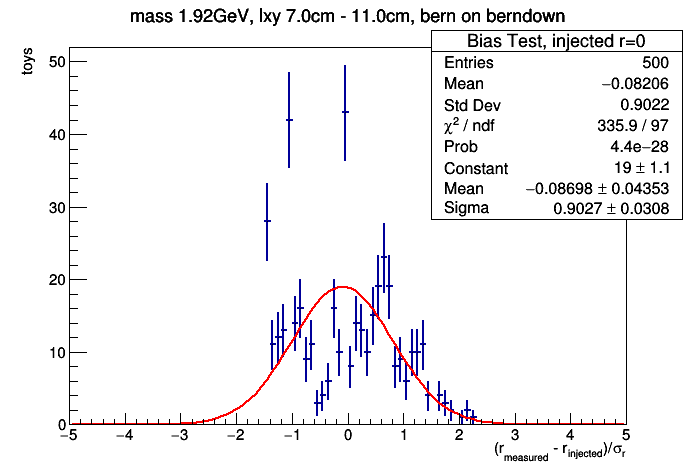 mass 1.92GeV, lxy 7.0cm - 11.0cm, bern on berndown
Bias Test, injected r=0
Entries 500
Mean −0.08206
Std Dev 0.9022
χ² / ndf 335.9 / 97
Prob 4.4e−28
Constant 19 ± 1.1
Mean −0.08698 ± 0.04353
Sigma 0.9027 ± 0.0308
toys
50
40
30
20
10
0
−5 −4 −3 −2 −1 0 1 2 3 4 5
(r_measured - r_injected)/σ_r